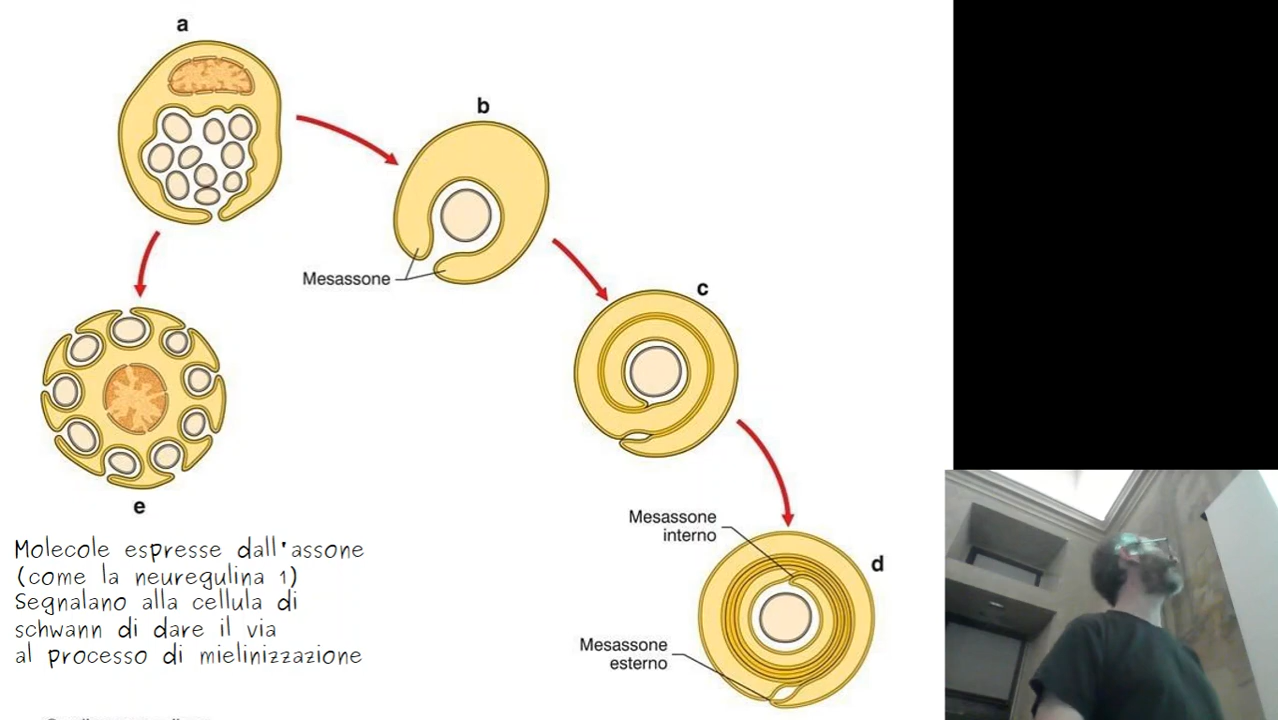 a
b
Mesassone
c
e
Molecole espresse dall'assone
(come la neuregulina 1)
Segnalano alla cellula di
schwann di dare il via
al processo di mielinizzazione
Mesassone
interno
d
Mesassone
esterno